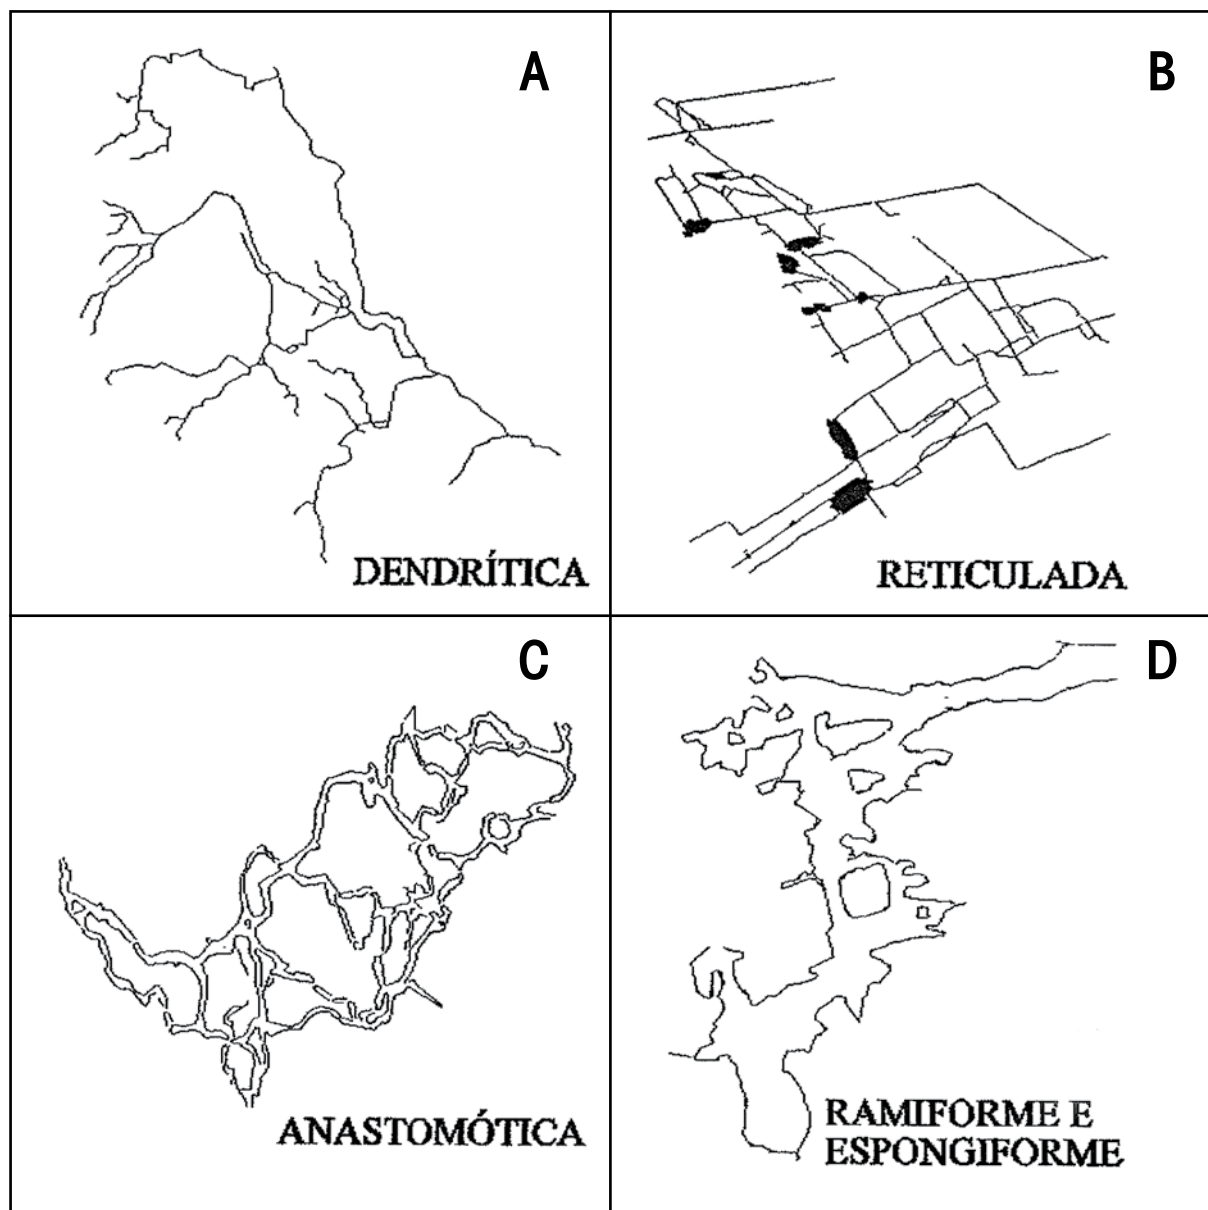 A
DENDRÍTICA
B
RETICULADA
C
ANASTOMÓTICA
D
RAMIFORME E
ESPONGIFORME